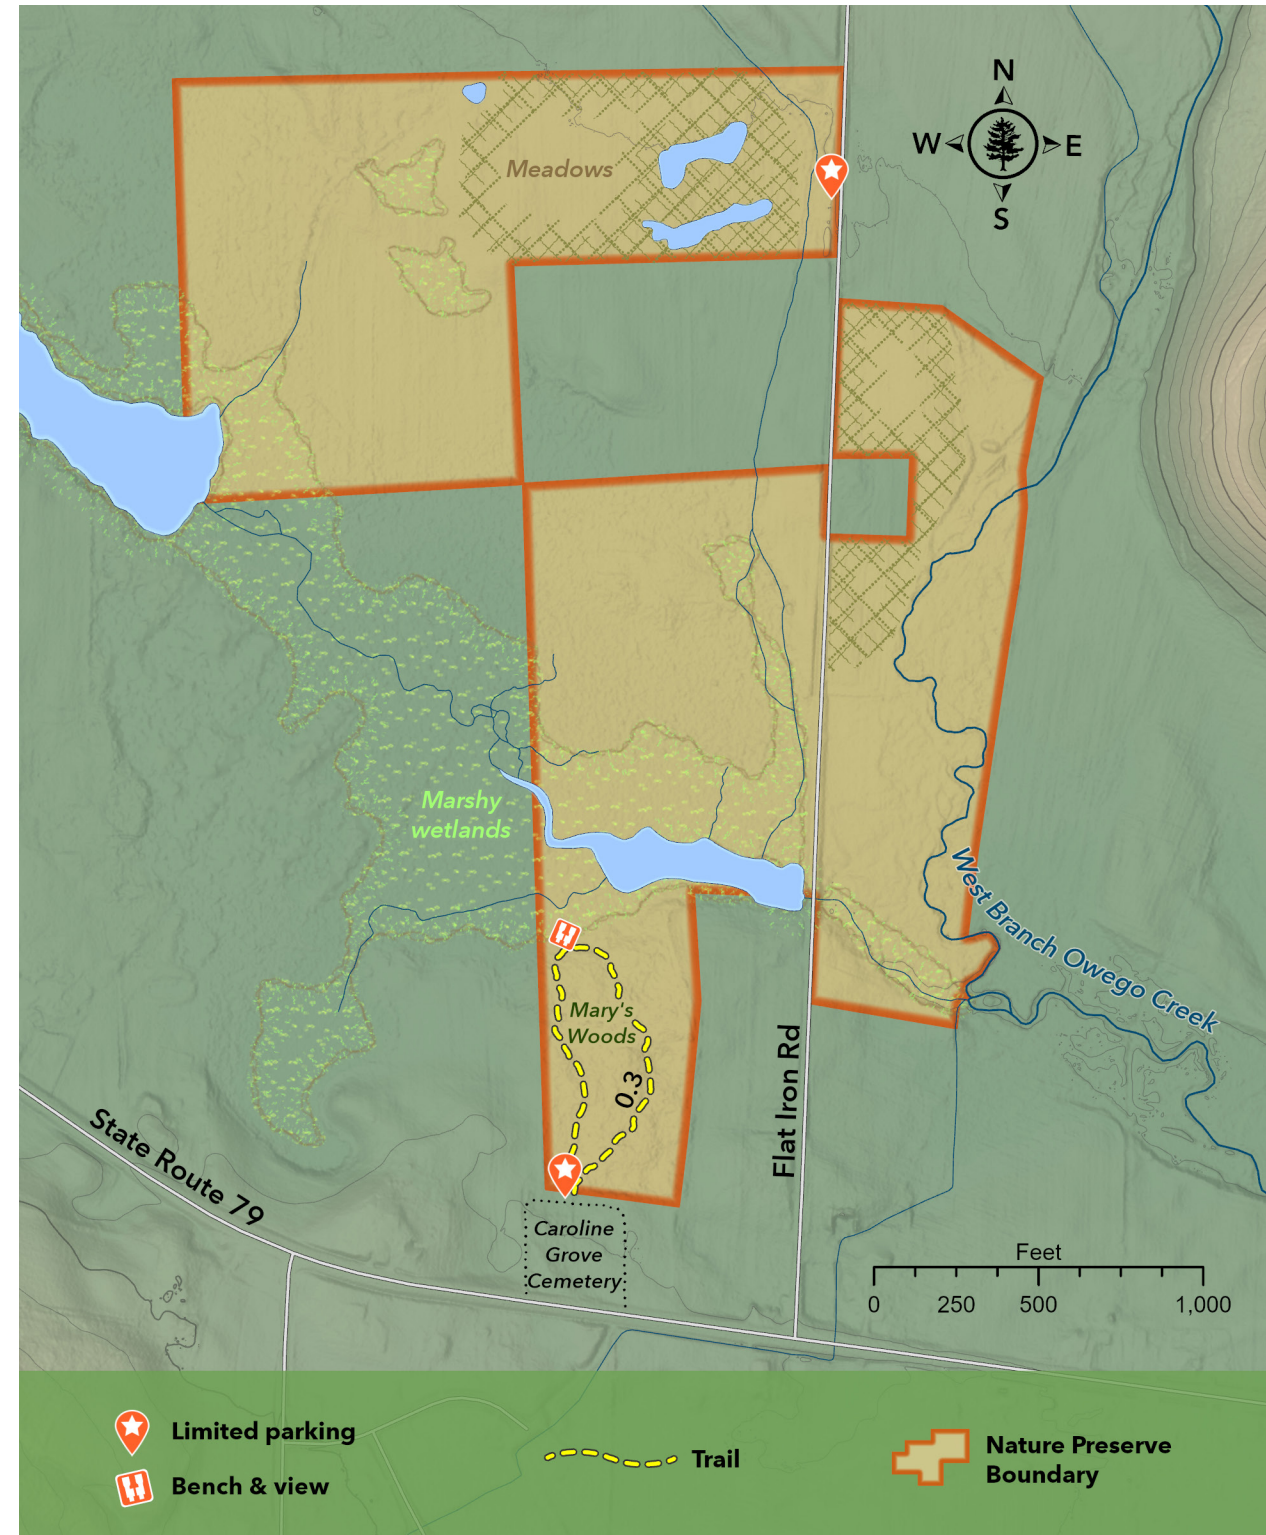 N
W
E
S
Meadows
Marshy
wetlands
West Branch Owego Creek
Mary's
Woods
0.3
Flat Iron Rd
State Route 79
Caroline
Grove
Cemetery
Feet
0 250 500 1,000
Limited parking
Bench & view
Trail
Nature Preserve
Boundary